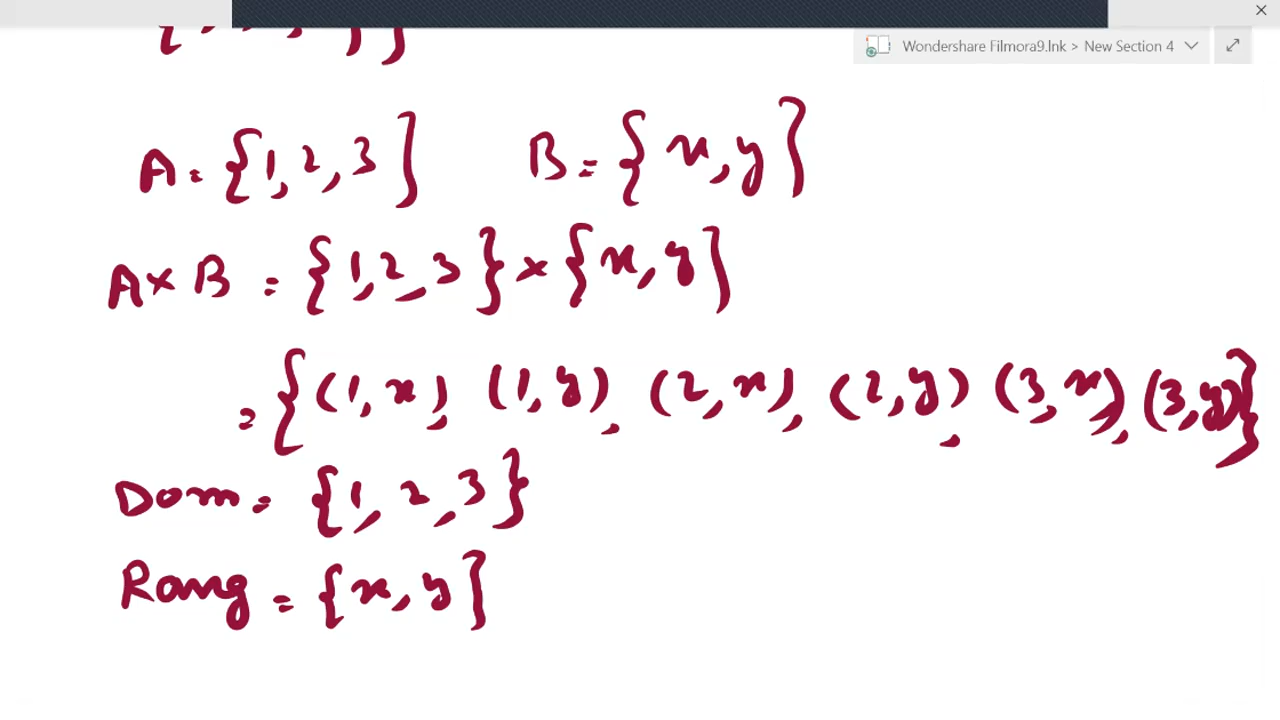 Wondershare Filmora9.lnk > New Section 4
A = {1, 2, 3} B = {x, y}
A × B = {1, 2, 3} × {x, y}
= {(1, x), (1, y), (2, x), (2, y), (3, x), (3, y)}
Dom = {1, 2, 3}
Rang = {x, y}